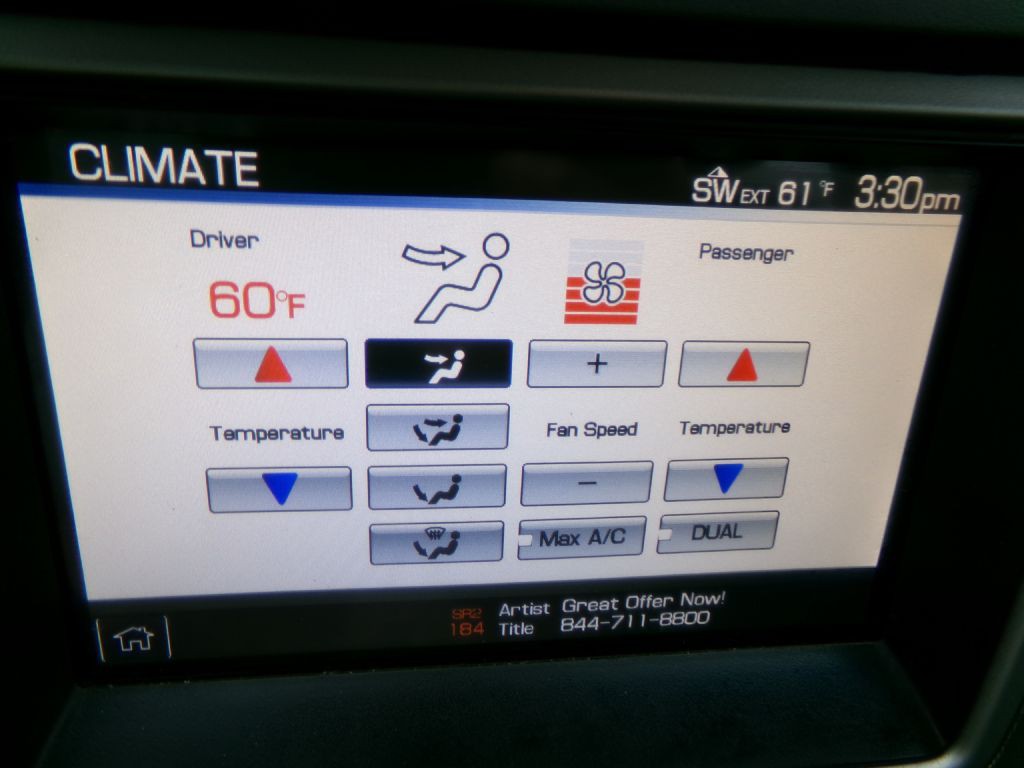 CLIMATE
SW EXT 61°F 3:30pm
Driver
Passenger
60°F
+
Temperature
Fan Speed
Temperature
-
Max A/C
DUAL
SR2 Artist Great Offer Now!
184 Title 844-711-8800